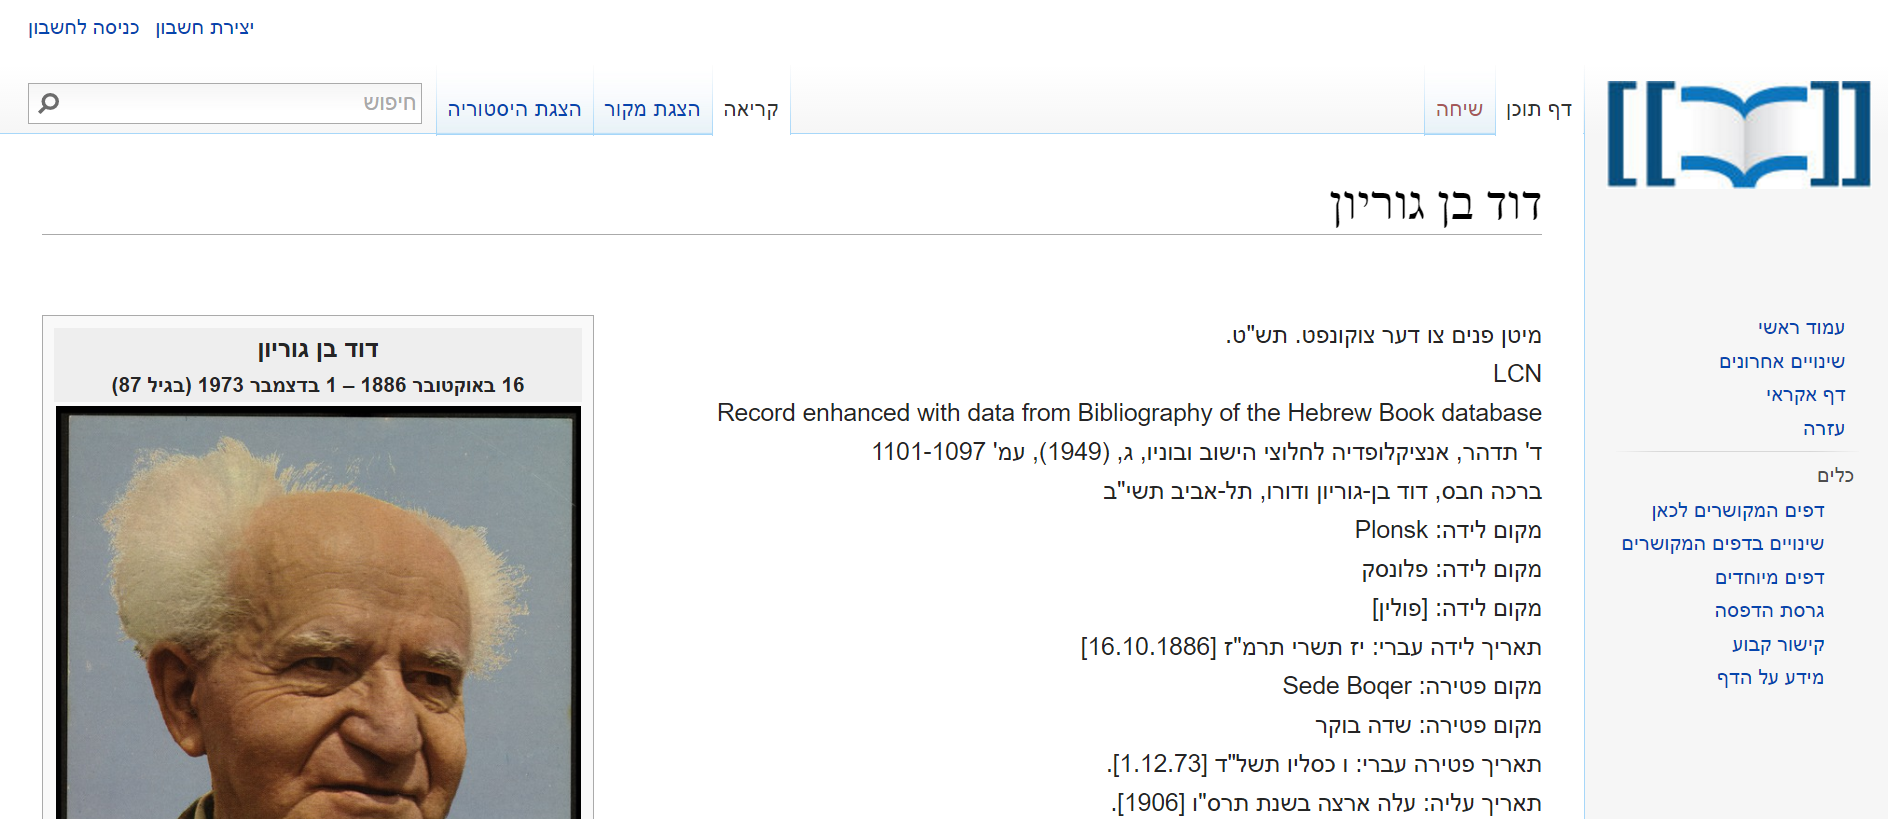 יצירת חשבון כניסה לחשבון
דף תוכן שיחה קריאה הצגת מקור הצגת היסטוריה חיפוש
דוד בן גוריון
מיטן פנים צו דער צוקונפט. תש"ט.
LCN
Record enhanced with data from Bibliography of the Hebrew Book database
ד' תדהר, אנציקלופדיה לחלוצי הישוב ובוניו, ג, (1949), עמ' 1101-1097
ברכה חבס, דוד בן-גוריון ודורו, תל-אביב תשי"ב
מקום לידה: Plonsk
מקום לידה: פלונסק
מקום לידה: [פולין]
תאריך לידה עברי: יז תשרי תרמ"ז [16.10.1886]
מקום פטירה: Sede Boqer
מקום פטירה: שדה בוקר
תאריך פטירה עברי: ו כסליו תשל"ד [1.12.73].
תאריך עליה: עלה ארצה בשנת תרס"ו [1906].
דוד בן גוריון
16 באוקטובר 1886 – 1 בדצמבר 1973 (בגיל 87)
עמוד ראשי
שינויים אחרונים
דף אקראי
עזרה
כלים
דפים המקושרים לכאן
שינויים בדפים המקושרים
דפים מיוחדים
גרסת הדפסה
קישור קבוע
מידע על הדף